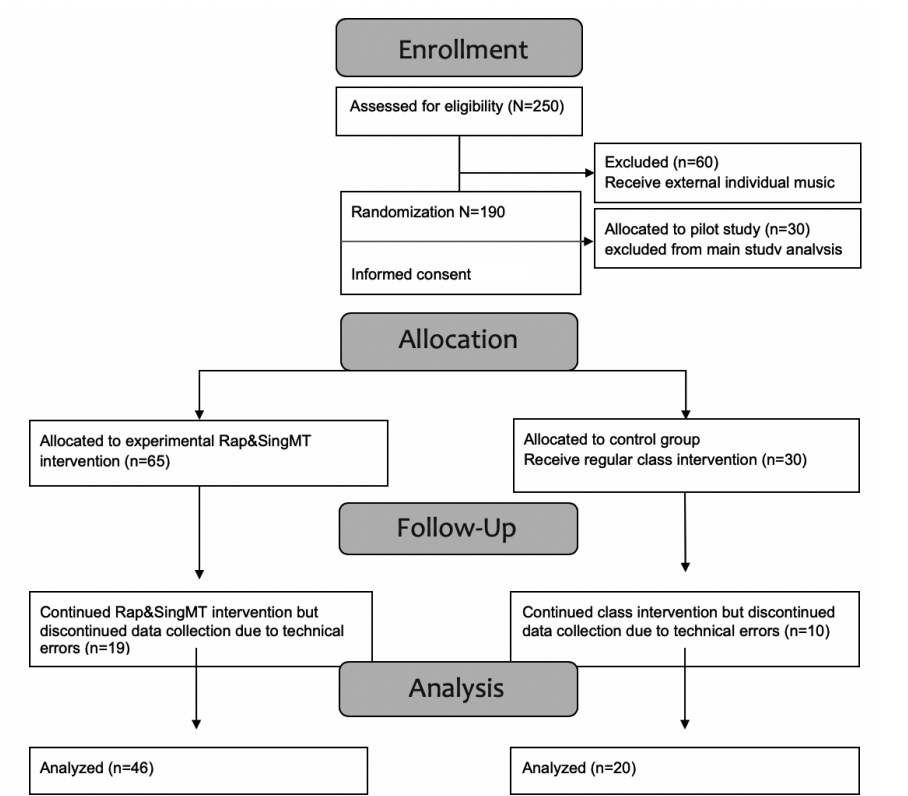 Enrollment
Assessed for eligibility (N=250)
Excluded (n=60)
Receive external individual music
Randomization N=190
Allocated to pilot study (n=30)
excluded from main study analysis
Informed consent
Allocation
Allocated to experimental Rap&SingMT
intervention (n=65)
Allocated to control group
Receive regular class intervention (n=30)
Follow-Up
Continued Rap&SingMT intervention but
discontinued data collection due to technical
errors (n=19)
Continued class intervention but discontinued
data collection due to technical errors (n=10)
Analysis
Analyzed (n=46)
Analyzed (n=20)